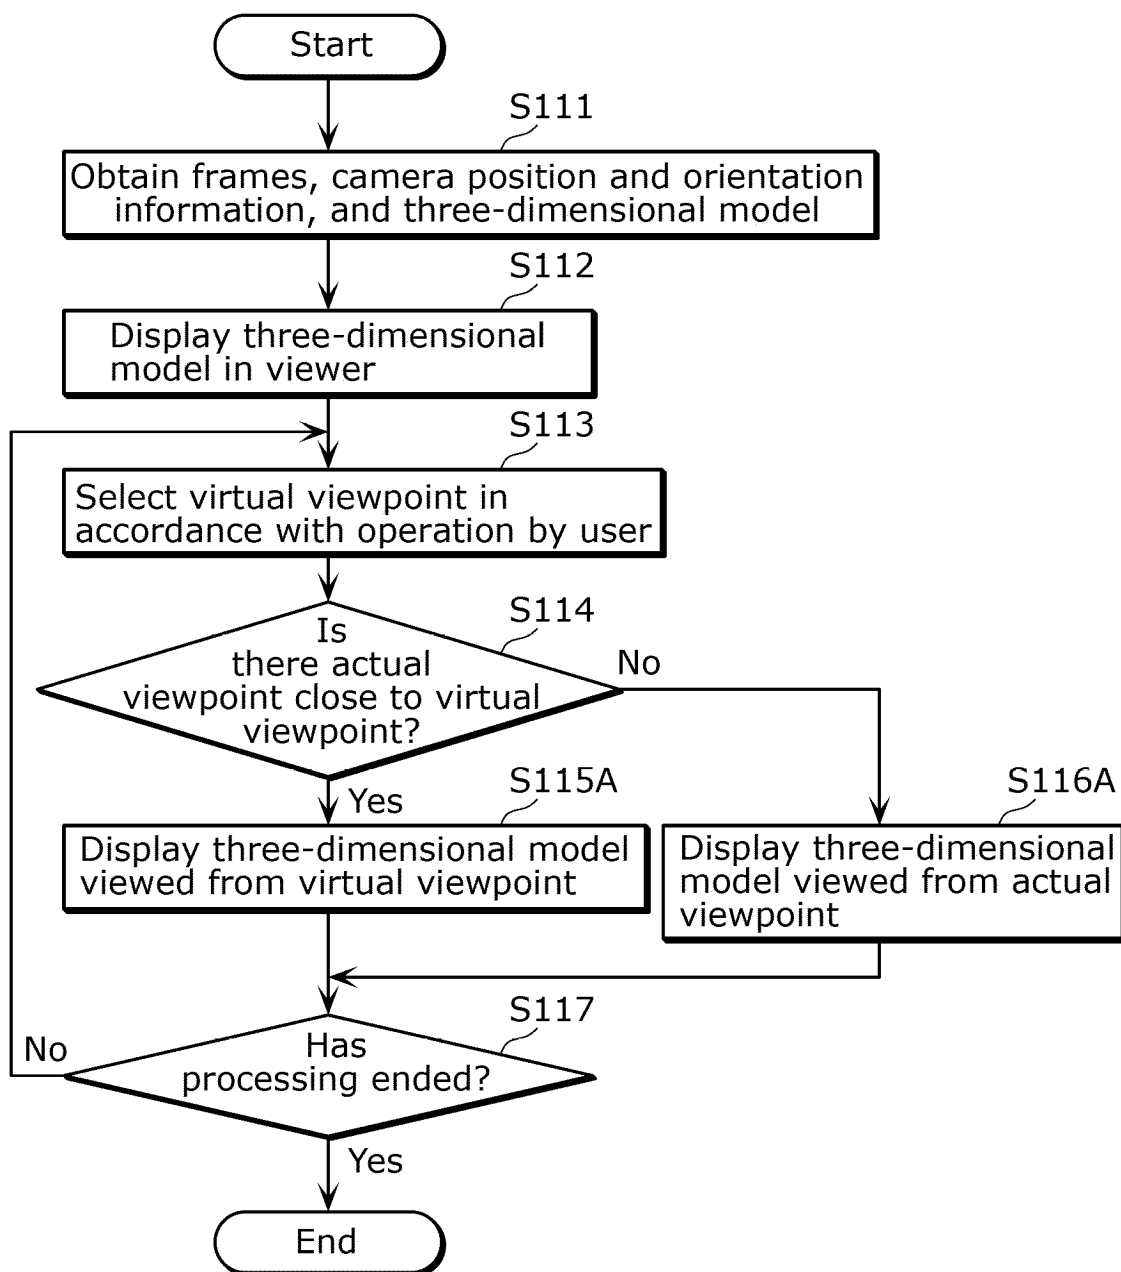 Start
S111
Obtain frames, camera position and orientation
information, and three-dimensional model
S112
Display three-dimensional
model in viewer
S113
Select virtual viewpoint in
accordance with operation by user
S114
Is
there actual
viewpoint close to virtual
viewpoint?
No
Yes
S115A
Display three-dimensional model
viewed from virtual viewpoint
S116A
Display three-dimensional
model viewed from actual
viewpoint
S117
Has
processing ended?
No
Yes
End